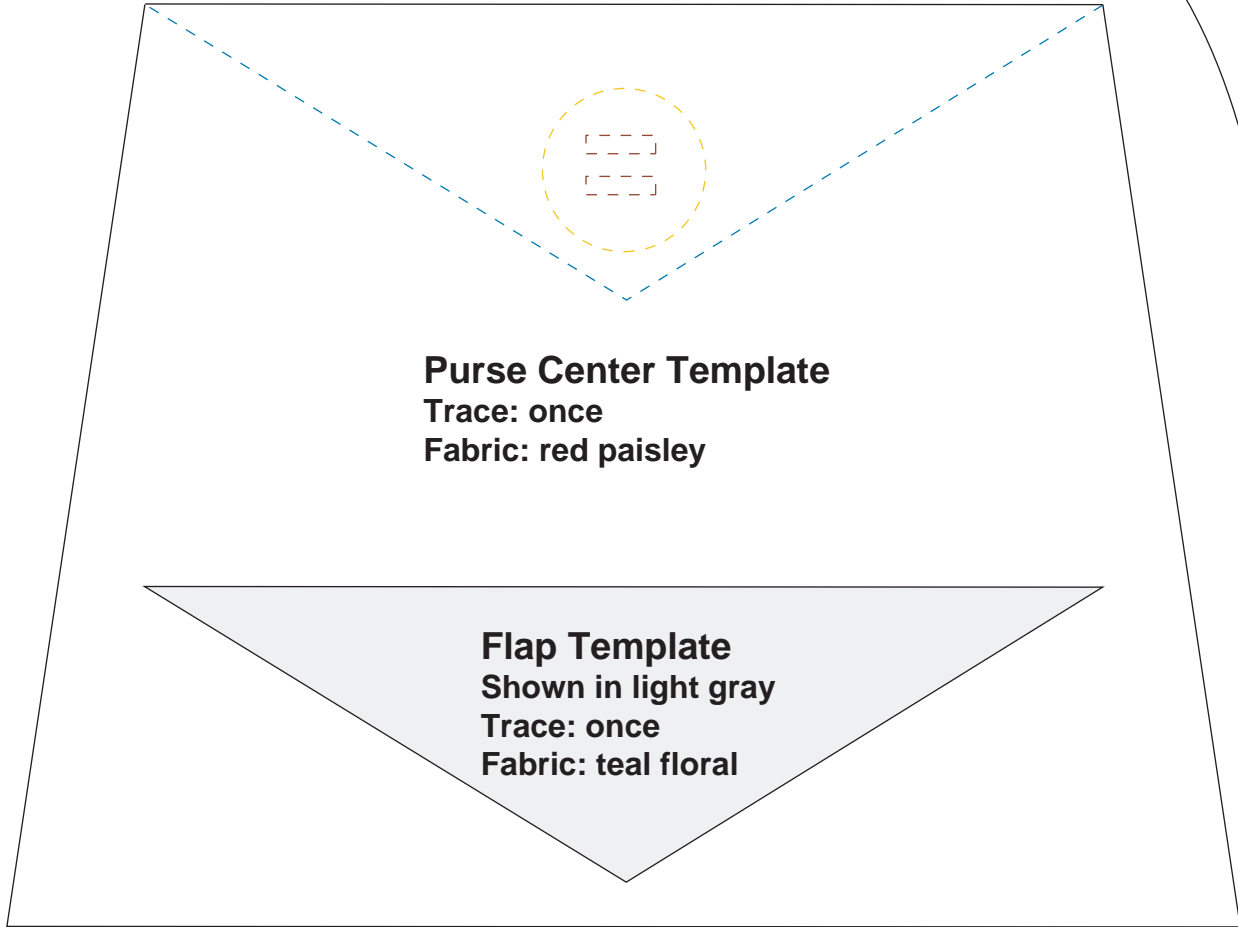 Purse Center Template
Trace: once
Fabric: red paisley
Flap Template
Shown in light gray
Trace: once
Fabric: teal floral